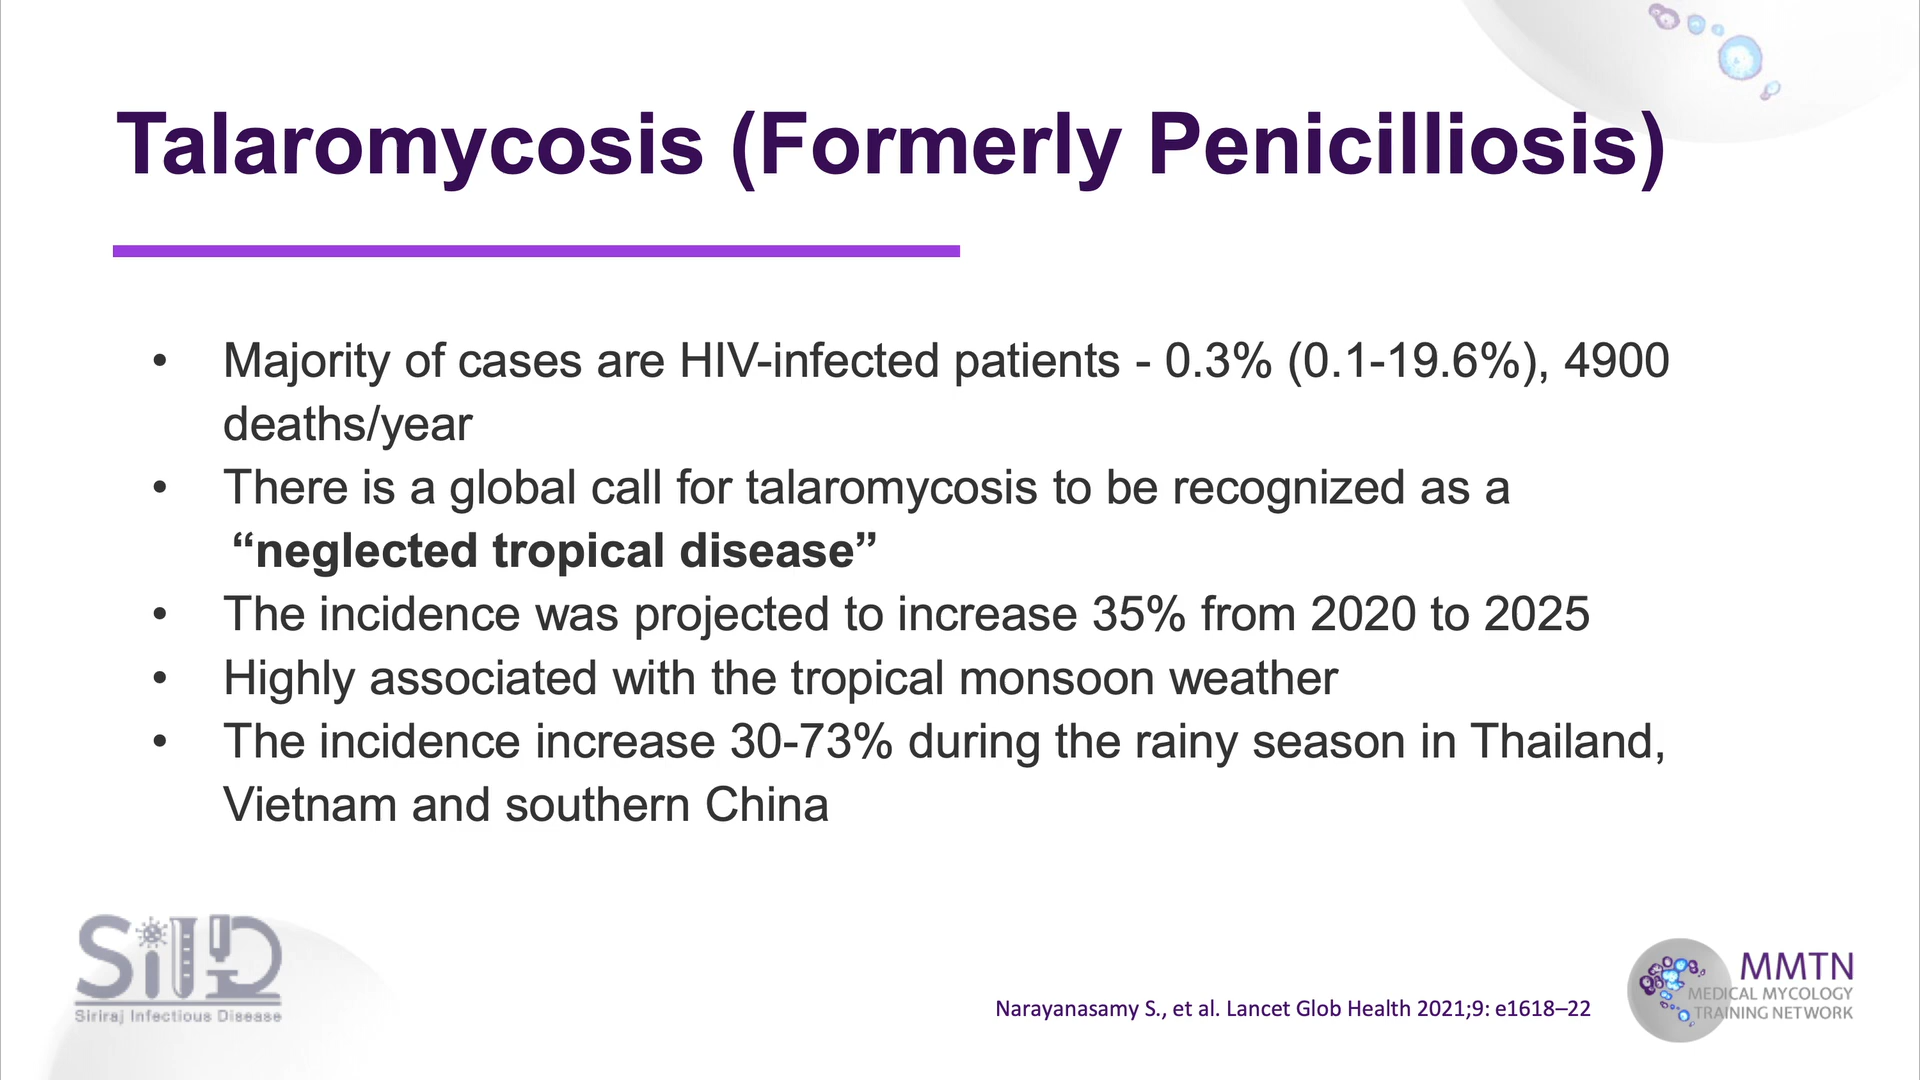 Talaromycosis (Formerly Penicilliosis)
• Majority of cases are HIV-infected patients - 0.3% (0.1-19.6%), 4900
deaths/year
• There is a global call for talaromycosis to be recognized as a
“neglected tropical disease”
• The incidence was projected to increase 35% from 2020 to 2025
• Highly associated with the tropical monsoon weather
• The incidence increase 30-73% during the rainy season in Thailand,
Vietnam and southern China
SiID
Siriraj Infectious Disease
Narayanasamy S., et al. Lancet Glob Health 2021;9: e1618–22
MMTN
MEDICAL MYCOLOGY
TRAINING NETWORK